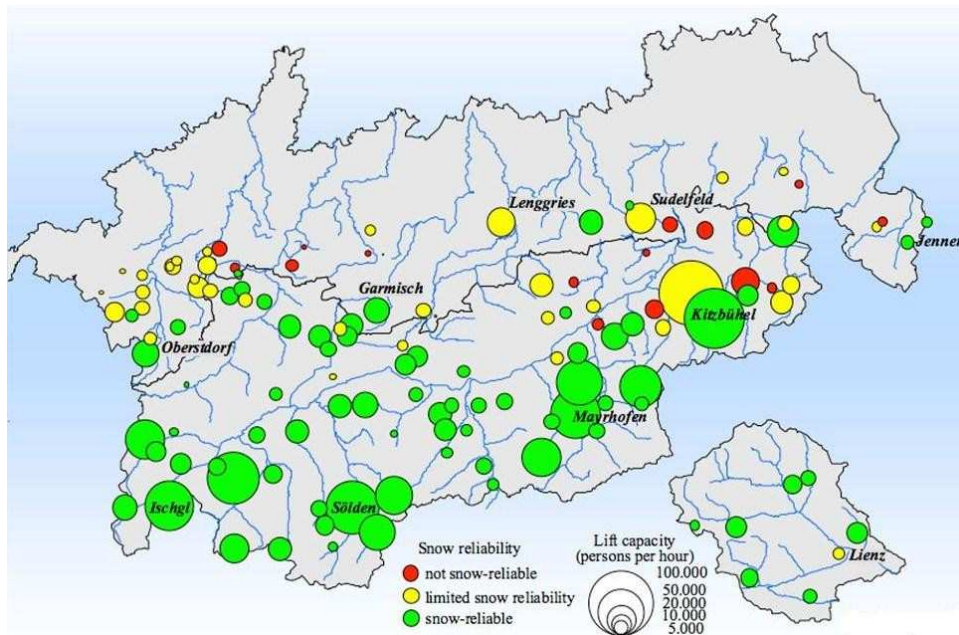 Lenggries
Sudelfeld
Jenner
Garmisch
Kitzbühel
Oberstdorf
Mayrhofen
Ischgl
Sölden
Lienz
Snow reliability
not snow-reliable
limited snow reliability
snow-reliable
Lift capacity
(persons per hour)
100.000
50.000
20.000
10.000
5.000